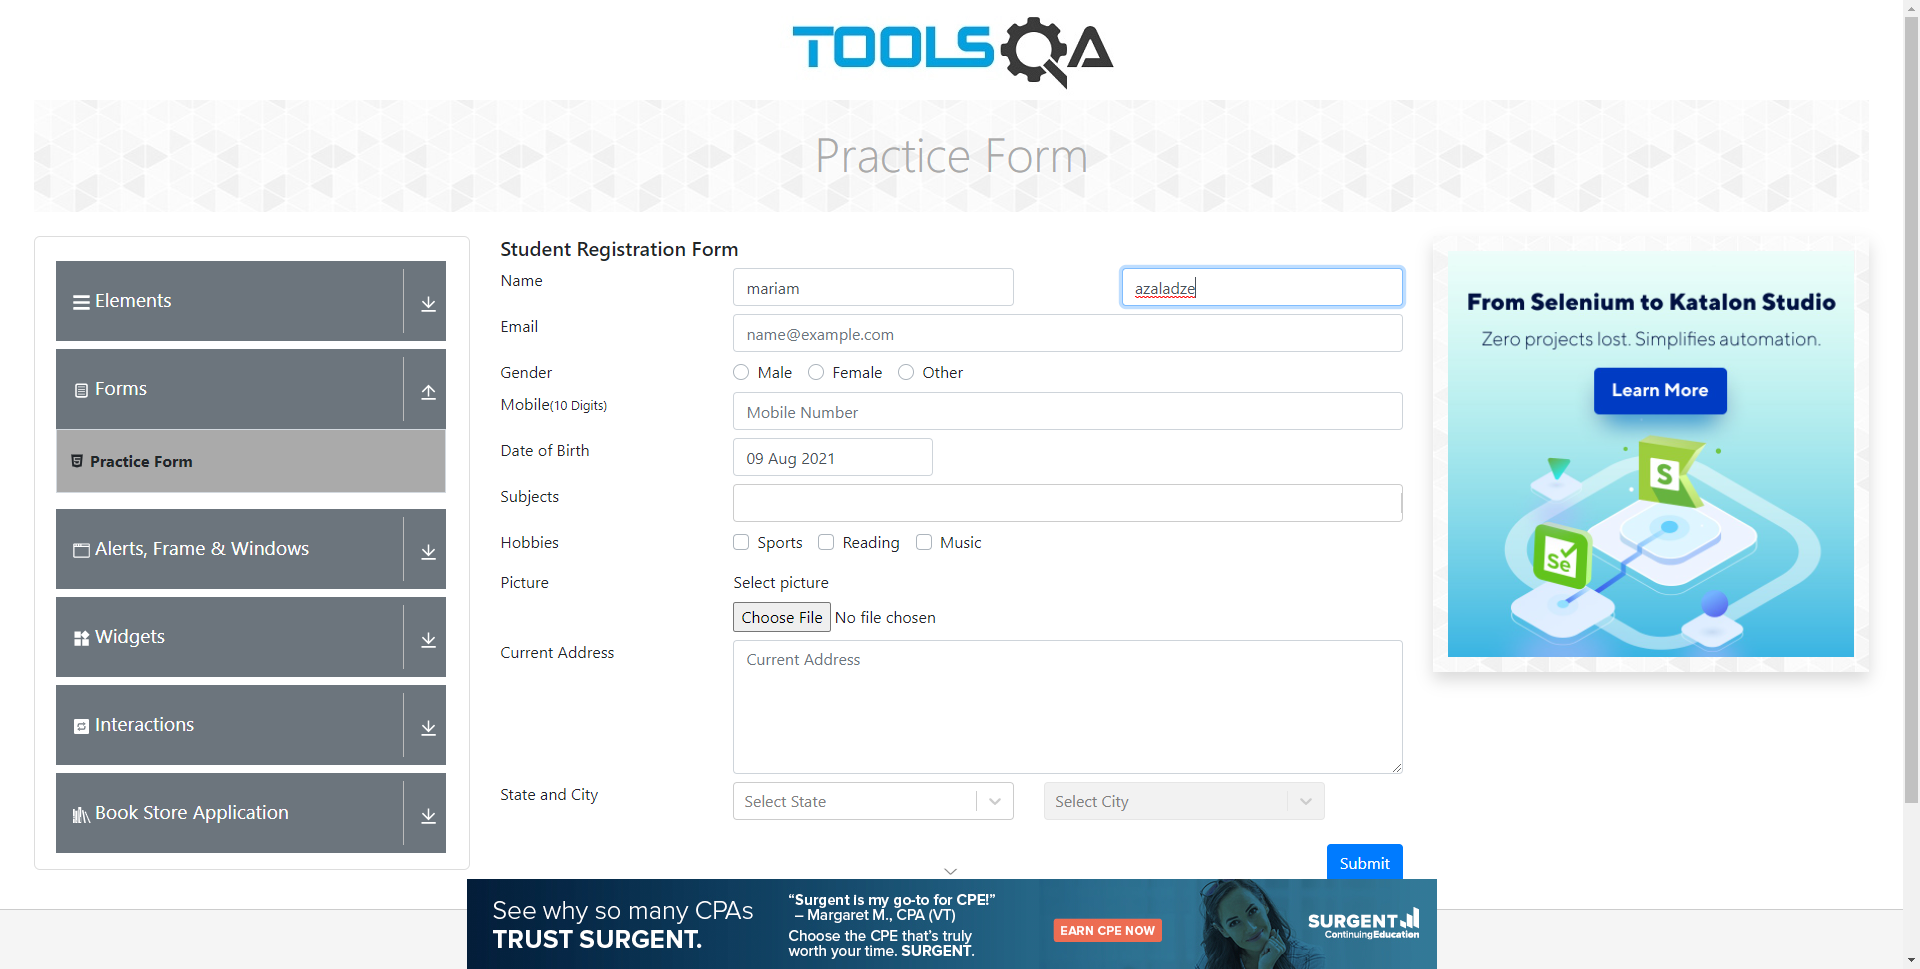 TOOLSQA
Practice Form
Elements
Forms
Practice Form
Alerts, Frame & Windows
Widgets
Interactions
Book Store Application
Student Registration Form
Name
mariam
azaladze
Email
name@example.com
Gender
Male
Female
Other
Mobile(10 Digits)
Mobile Number
Date of Birth
09 Aug 2021
Subjects
Hobbies
Sports
Reading
Music
Picture
Select picture
Choose File No file chosen
Current Address
Current Address
State and City
Select State
Select City
Submit
From Selenium to Katalon Studio
Zero projects lost. Simplifies automation.
Learn More
S
Se
See why so many CPAs
TRUST SURGENT.
“Surgent is my go-to for CPE!”
– Margaret M., CPA (VT)
Choose the CPE that’s truly
worth your time. SURGENT.
EARN CPE NOW
SURGENT
Continuing Education